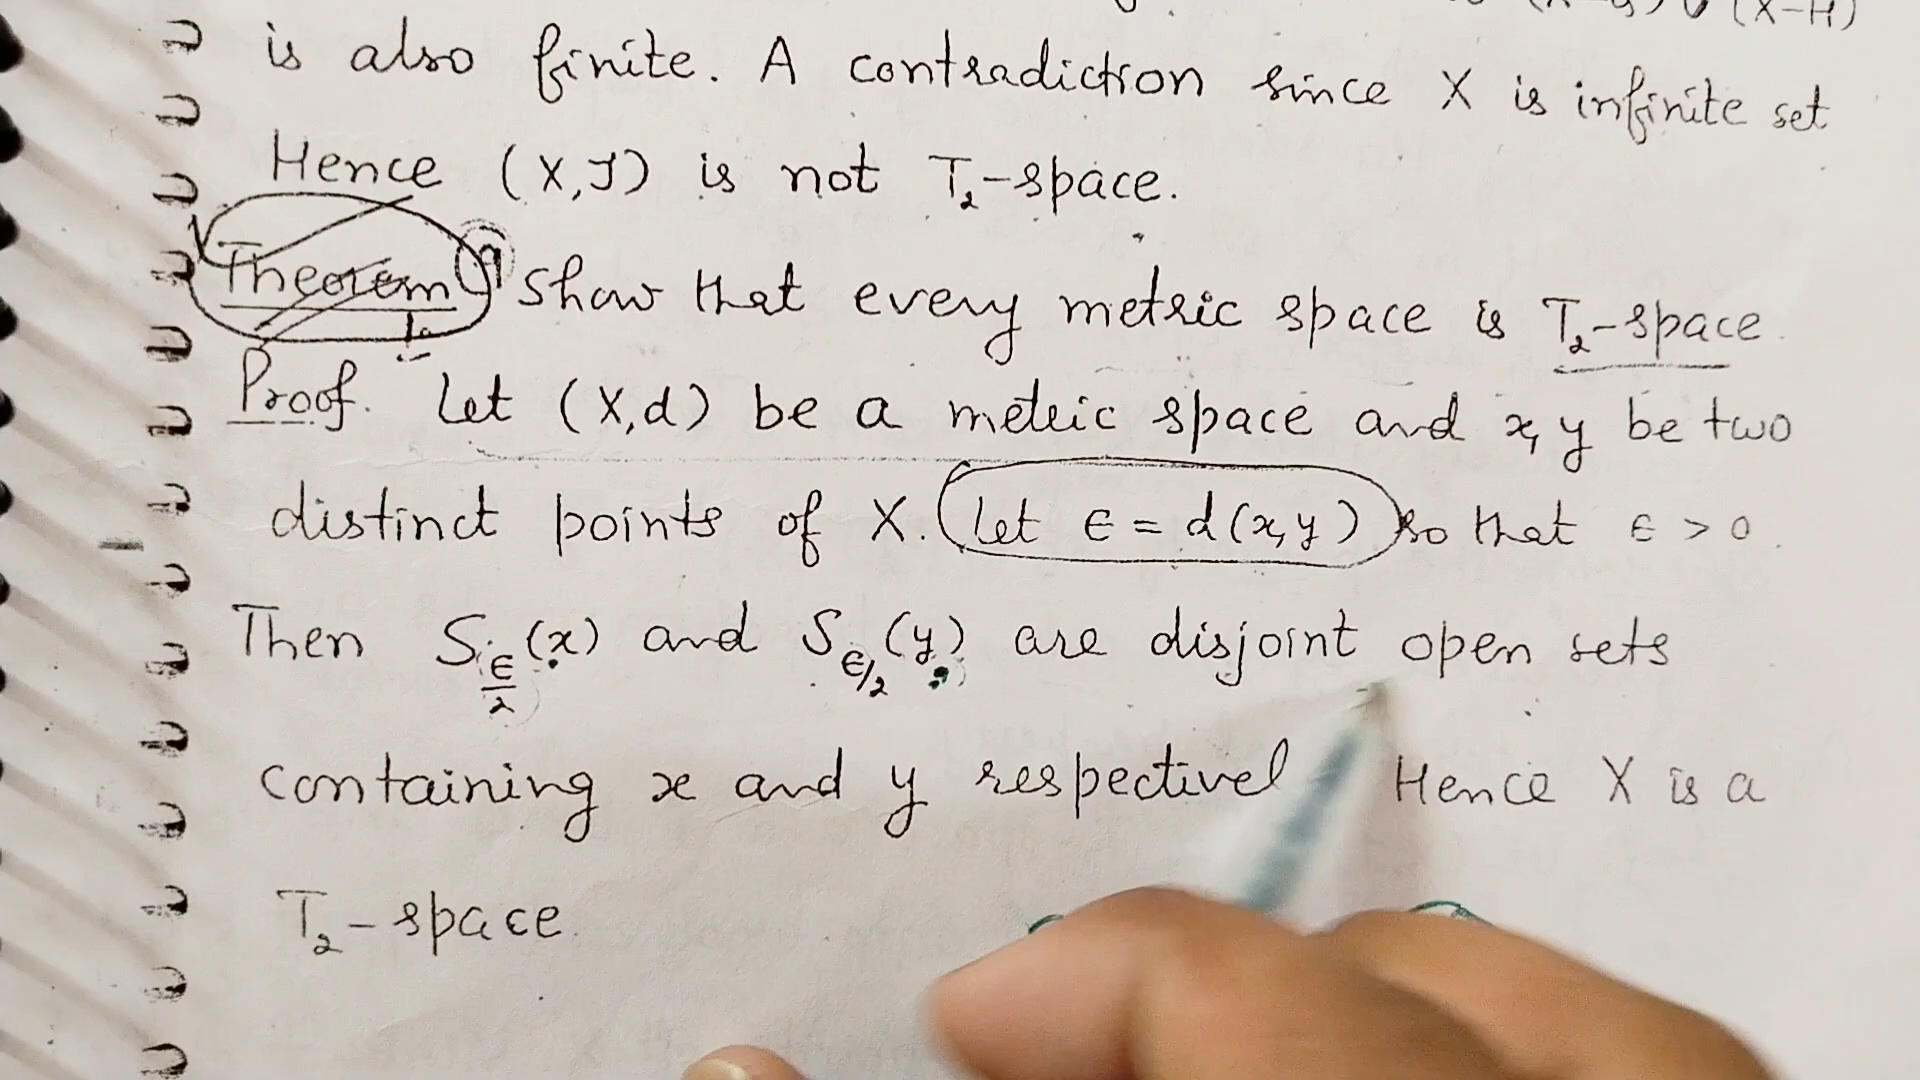 (X-G) ∪ (X-H)
is also finite. A contradiction since X is infinite set
Hence (X,J) is not T₂-space.
Theorem Show that every metric space is T₂-space.
Proof. Let (X,d) be a metric space and x,y be two
distinct points of X. Let ϵ = d(x,y) so that ϵ > 0.
Then S_ϵ/2 (x) and S_ϵ/2 (y) are disjoint open sets
containing x and y respectivel Hence X is a
T₂-space.